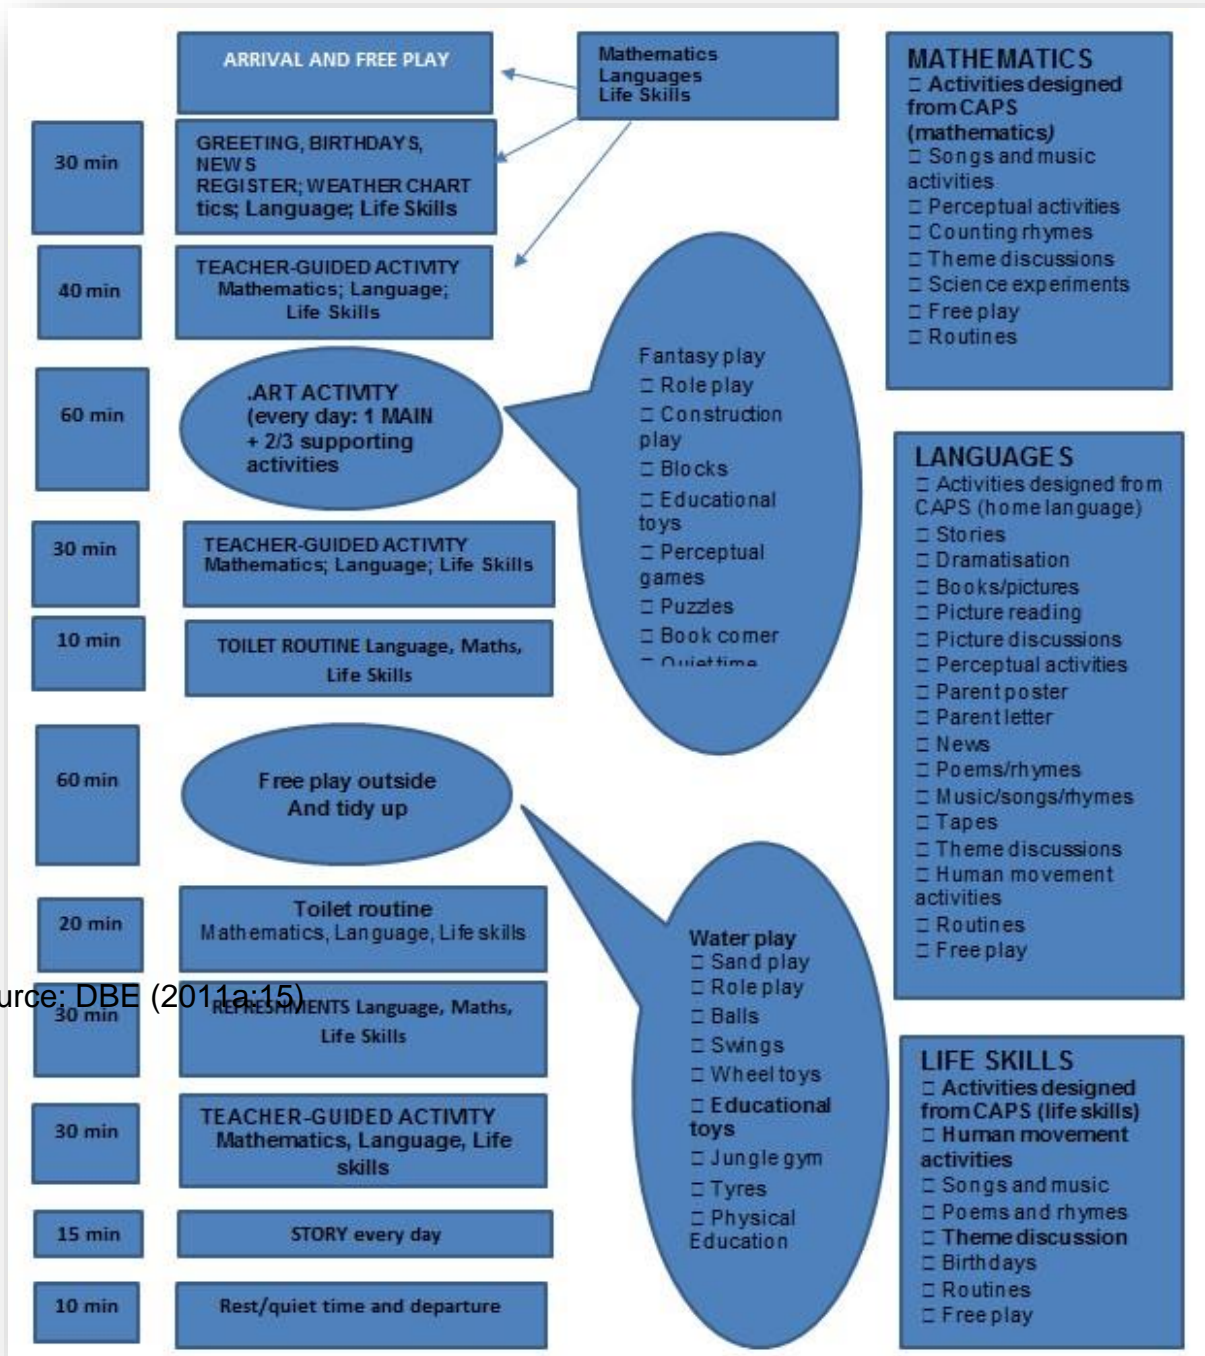 ARRIVAL AND FREE PLAY
Mathematics
Languages
Life Skills
30 min
GREETING, BIRTHDAYS,
NEWS
REGISTER; WEATHER CHART
tics; Language; Life Skills
40 min
TEACHER-GUIDED ACTIVITY
Mathematics; Language;
Life Skills
60 min
.ART ACTIVITY
(every day: 1 MAIN
+ 2/3 supporting
activities
30 min
TEACHER-GUIDED ACTIVITY
Mathematics; Language; Life Skills
10 min
TOILET ROUTINE Language, Maths,
Life Skills
60 min
Free play outside
And tidy up
20 min
Toilet routine
Mathematics, Language, Life skills
urce: DBE (2011a:15)
30 min
REFRESHMENTS Language, Maths,
Life Skills
30 min
TEACHER-GUIDED ACTIVITY
Mathematics, Language, Life
skills
15 min
STORY every day
10 min
Rest/quiet time and departure
Fantasy play
□ Role play
□ Construction
play
□ Blocks
□ Educational
toys
□ Perceptual
games
□ Puzzles
□ Book corner
□ Quiet time
Water play
□ Sand play
□ Role play
□ Balls
□ Swings
□ Wheel toys
□ Educational
toys
□ Jungle gym
□ Tyres
□ Physical
Education
MATHEMATICS
□ Activities designed
from CAPS
(mathematics)
□ Songs and music
activities
□ Perceptual activities
□ Counting rhymes
□ Theme discussions
□ Science experiments
□ Free play
□ Routines
LANGUAGES
□ Activities designed from
CAPS (home language)
□ Stories
□ Dramatisation
□ Books/pictures
□ Picture reading
□ Picture discussions
□ Perceptual activities
□ Parent poster
□ Parent letter
□ News
□ Poems/rhymes
□ Music/songs/rhymes
□ Tapes
□ Theme discussions
□ Human movement
activities
□ Routines
□ Free play
LIFE SKILLS
□ Activities designed
from CAPS (life skills)
□ Human movement
activities
□ Songs and music
□ Poems and rhymes
□ Theme discussion
□ Birthdays
□ Routines
□ Free play